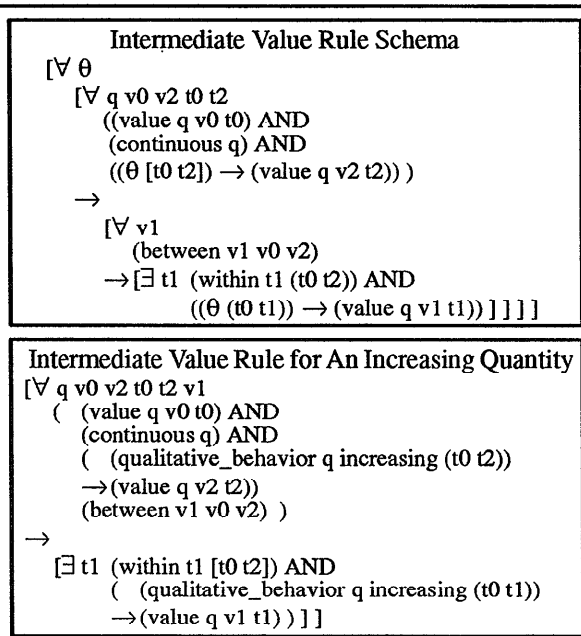 Intermediate Value Rule Schema
[∀ θ
[∀ q v0 v2 t0 t2
((value q v0 t0) AND
(continuous q) AND
((θ [t0 t2]) → (value q v2 t2)) )
→
[∀ v1
(between v1 v0 v2)
→[∃ t1 (within t1 (t0 t2)) AND
((θ (t0 t1)) → (value q v1 t1)) ] ] ] ]
Intermediate Value Rule for An Increasing Quantity
[∀ q v0 v2 t0 t2 v1
( (value q v0 t0) AND
(continuous q) AND
( (qualitative_behavior q increasing (t0 t2))
→(value q v2 t2))
(between v1 v0 v2) )
→
[∃ t1 (within t1 [t0 t2]) AND
( (qualitative_behavior q increasing (t0 t1))
→(value q v1 t1) ) ] ]